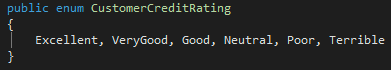 public enum CustomerCreditRating
{
    Excellent, VeryGood, Good, Neutral, Poor, Terrible
}